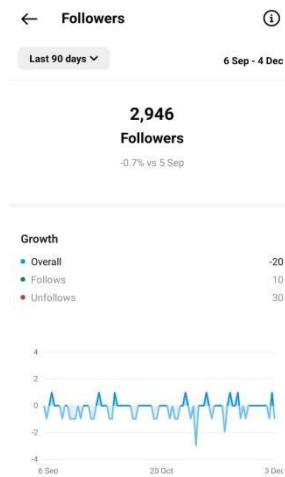 Followers
Last 90 days
6 Sep - 4 Dec
2,946
Followers
-0.7% vs 5 Sep
Growth
Overall -20
Follows 10
Unfollows 30
4
2
0
-2
-4
6 Sep 20 Oct 3 Dec